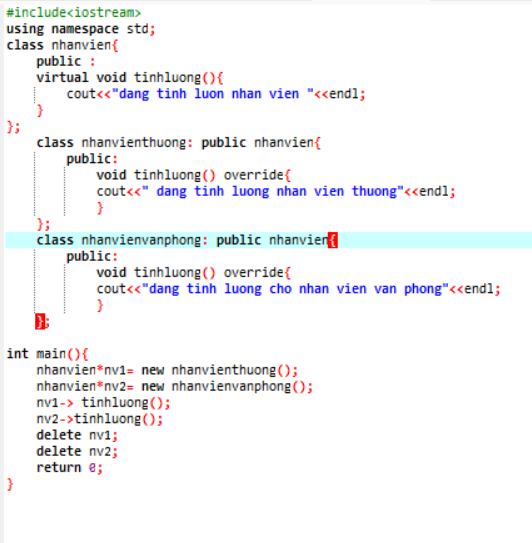 #include<iostream>
using namespace std;
class nhanvien{
    public :
    virtual void tinhluong(){
        cout<<"dang tinh luon nhan vien "<<endl;
    }
};
    class nhanvienthuong: public nhanvien{
        public:
            void tinhluong() override{
            cout<<" dang tinh luong nhan vien thuong"<<endl;
            }
    };
    class nhanvienvanphong: public nhanvien{
        public:
            void tinhluong() override{
            cout<<"dang tinh luong cho nhan vien van phong"<<endl;
            }
    };

int main(){
    nhanvien*nv1= new nhanvienthuong();
    nhanvien*nv2= new nhanvienvanphong();
    nv1-> tinhluong();
    nv2->tinhluong();
    delete nv1;
    delete nv2;
    return 0;
}